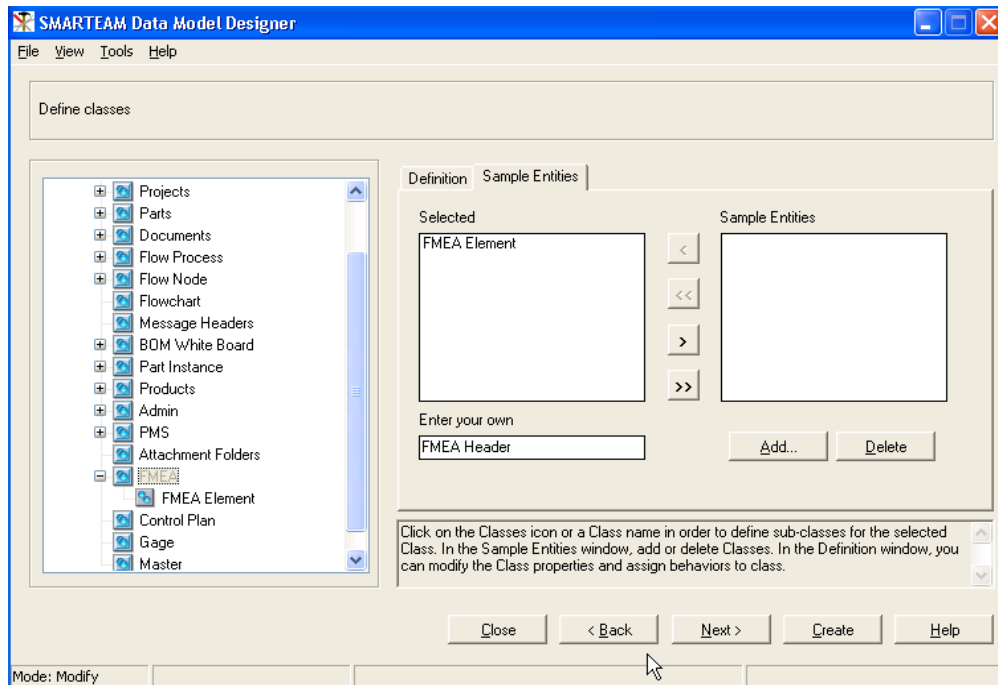 SMARTEAM Data Model Designer
File View Tools Help
Define classes
Projects
Parts
Documents
Flow Process
Flow Node
Flowchart
Message Headers
BOM White Board
Part Instance
Products
Admin
PMS
Attachment Folders
FMEA
FMEA Element
Control Plan
Gage
Master
Definition Sample Entities
Selected Sample Entities
FMEA Element
<
<<
>
>>
Enter your own
FMEA Header
Add... Delete
Click on the Classes icon or a Class name in order to define sub-classes for the selected
Class. In the Sample Entities window, add or delete Classes. In the Definition window, you
can modify the Class properties and assign behaviors to class.
Close < Back Next > Create Help
Mode: Modify